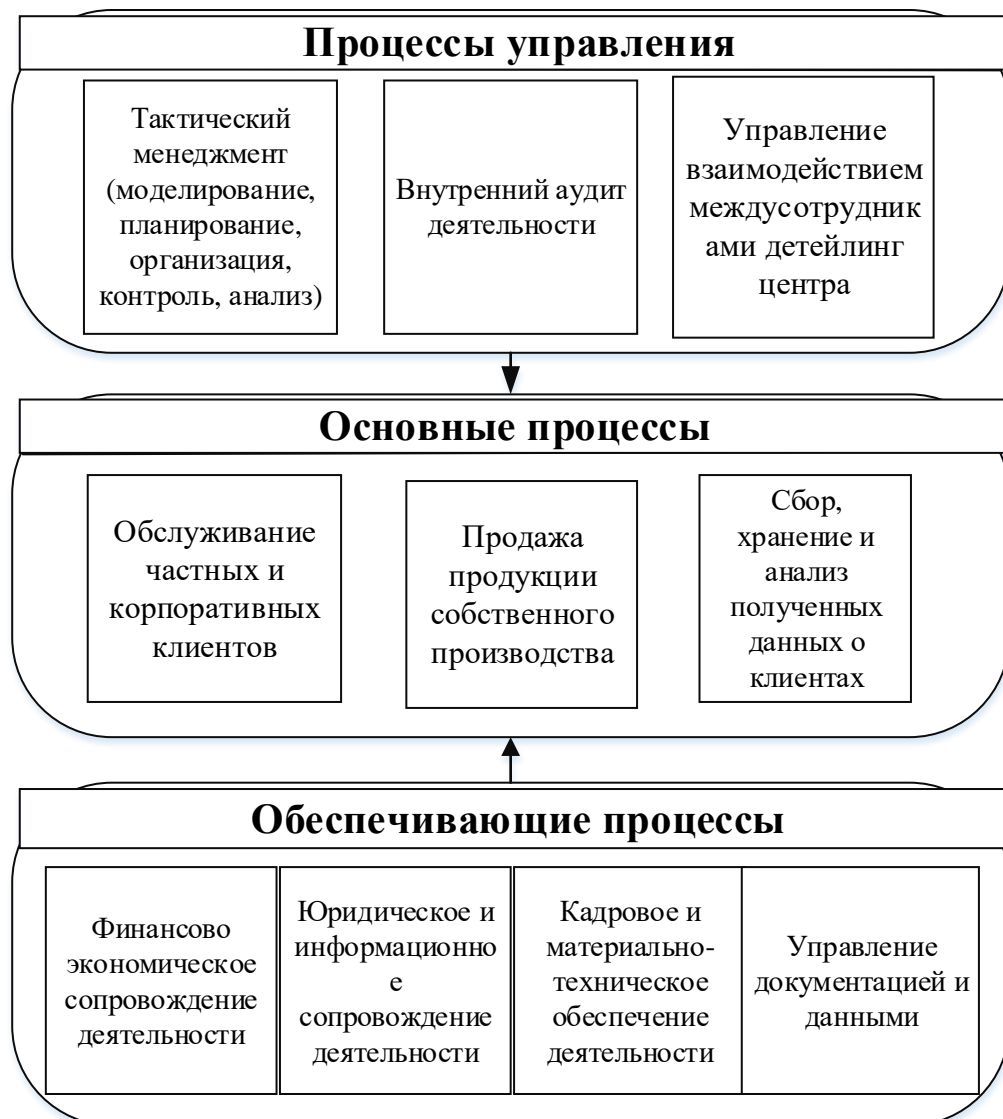 Процессы управления
Тактический
менеджмент
(моделирование,
планирование,
организация,
контроль, анализ)
Внутренний аудит
деятельности
Управление
взаимодействием
междусотрудник
ами детейлинг
центра
Основные процессы
Обслуживание
частных и
корпоративных
клиентов
Продажа
продукции
собственного
производства
Сбор,
хранение и
анализ
полученных
данных о
клиентах
Обеспечивающие процессы
Финансово
экономическое
сопровождение
деятельности
Юридическое и
информационно
е
сопровождение
деятельности
Кадровое и
материально-
техническое
обеспечение
деятельности
Управление
документацией и
данными